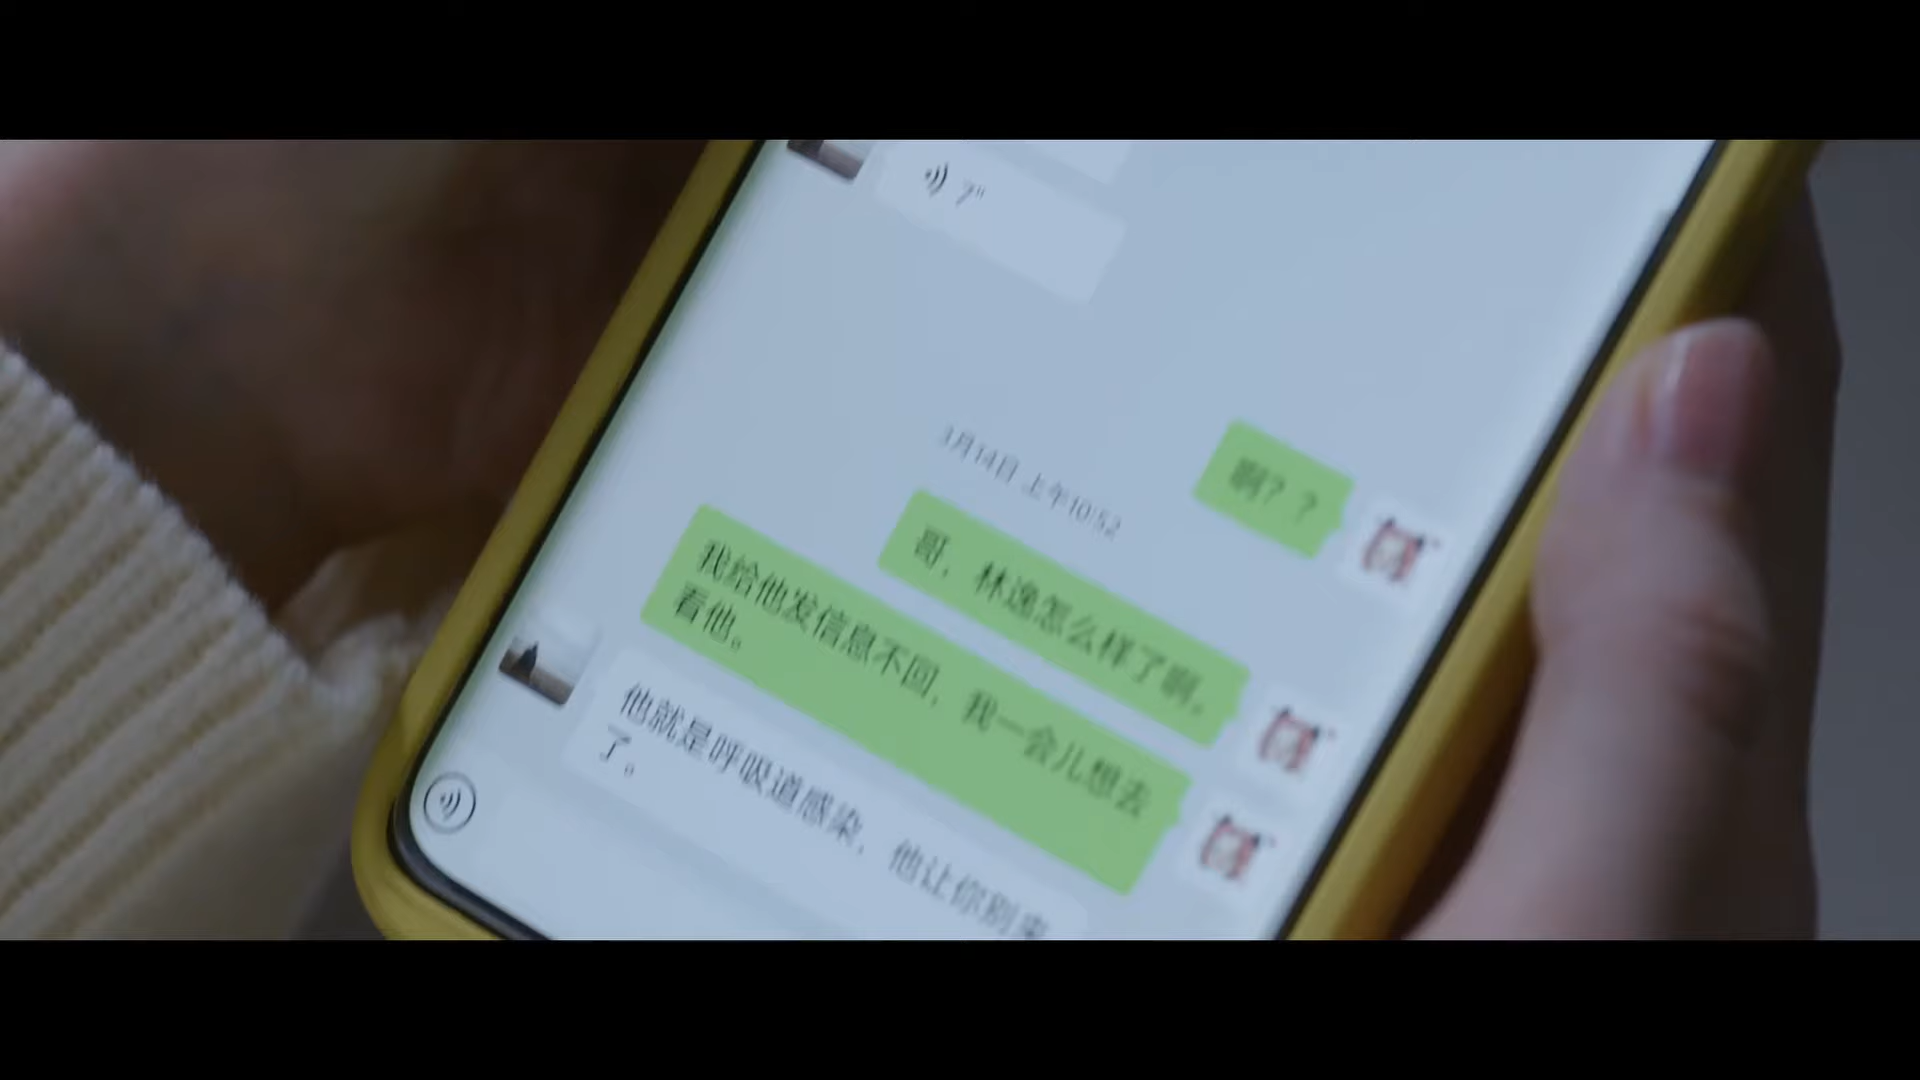 7"
啊？？
3月14日 上午10:52
哥，林逸怎么样了啊。
我给他发信息不回，我一会儿想去
看他。
他就是呼吸道感染，他让你别来
了。